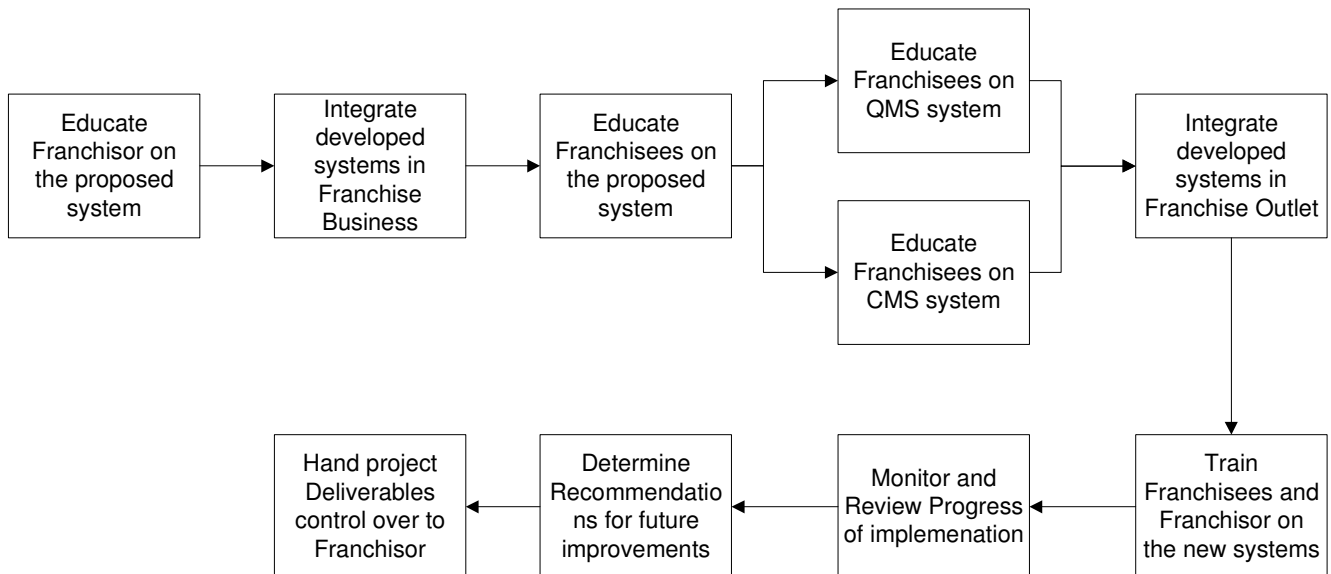 Educate
Franchisor on
the proposed
system
Integrate
developed
systems in
Franchise
Business
Educate
Franchisees on
the proposed
system
Educate
Franchisees on
QMS system
Educate
Franchisees on
CMS system
Integrate
developed
systems in
Franchise Outlet
Train
Franchisees and
Franchisor on
the new systems
Monitor and
Review Progress
of implemenation
Determine
Recommendatio
ns for future
improvements
Hand project
Deliverables
control over to
Franchisor